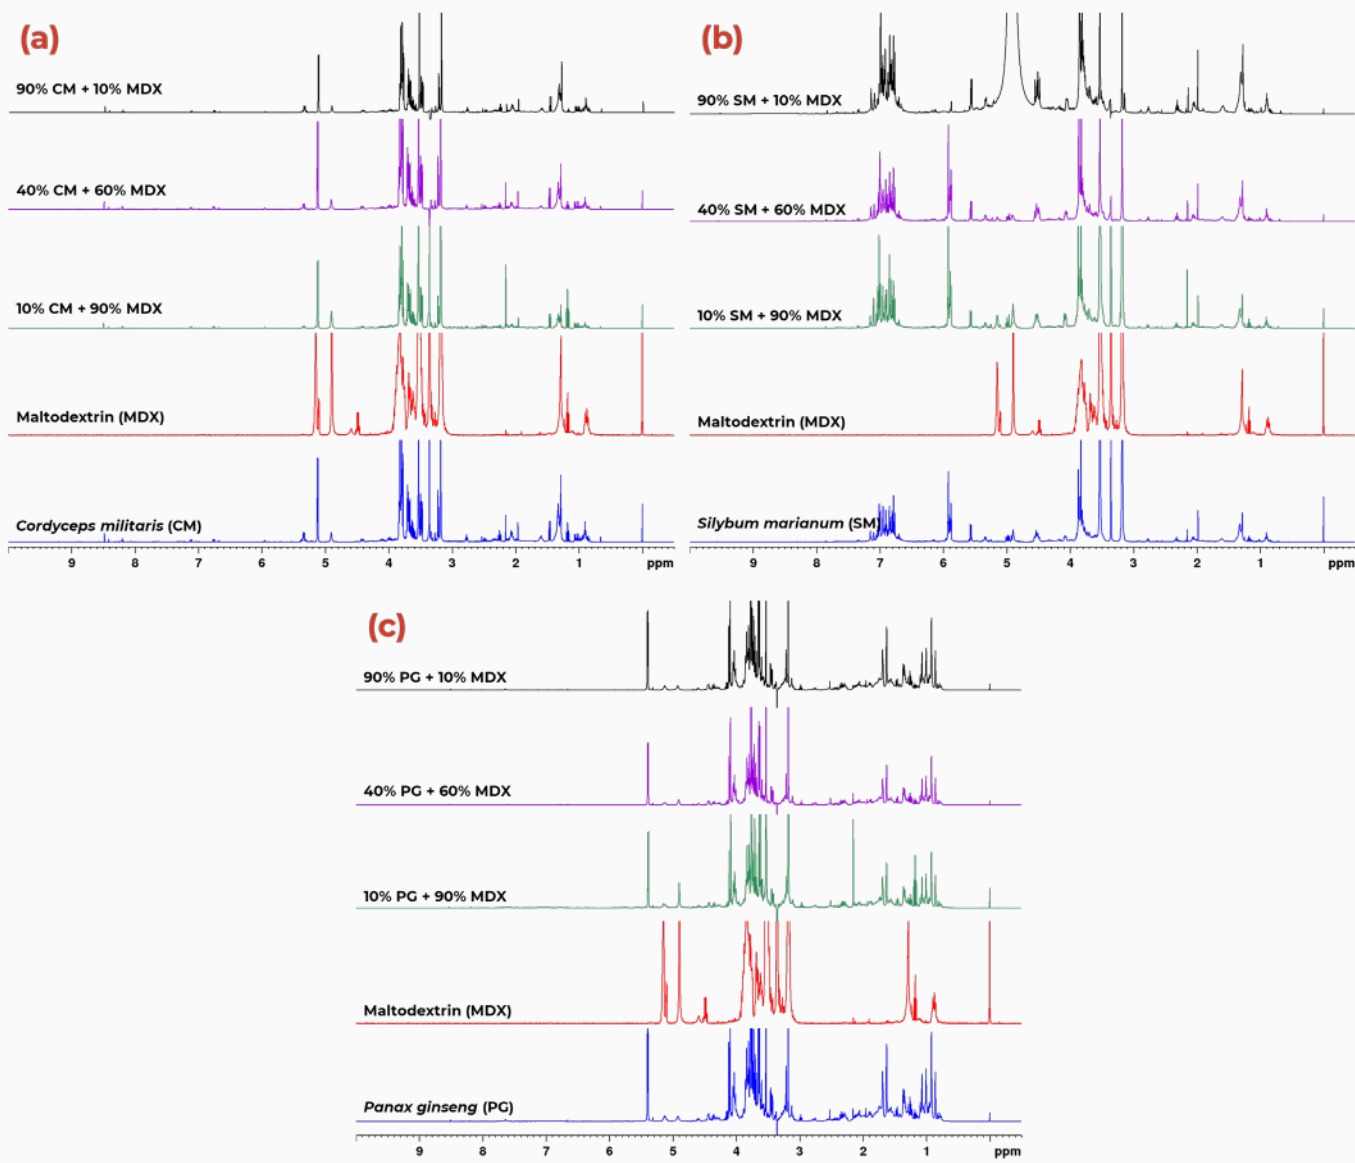 (a)
90% CM + 10% MDX
40% CM + 60% MDX
10% CM + 90% MDX
Maltodextrin (MDX)
Cordyceps militaris (CM)
9 8 7 6 5 4 3 2 1 ppm
(b)
90% SM + 10% MDX
40% SM + 60% MDX
10% SM + 90% MDX
Maltodextrin (MDX)
Silybum marianum (SM)
9 8 7 6 5 4 3 2 1 ppm
(c)
90% PG + 10% MDX
40% PG + 60% MDX
10% PG + 90% MDX
Maltodextrin (MDX)
Panax ginseng (PG)
9 8 7 6 5 4 3 2 1 ppm